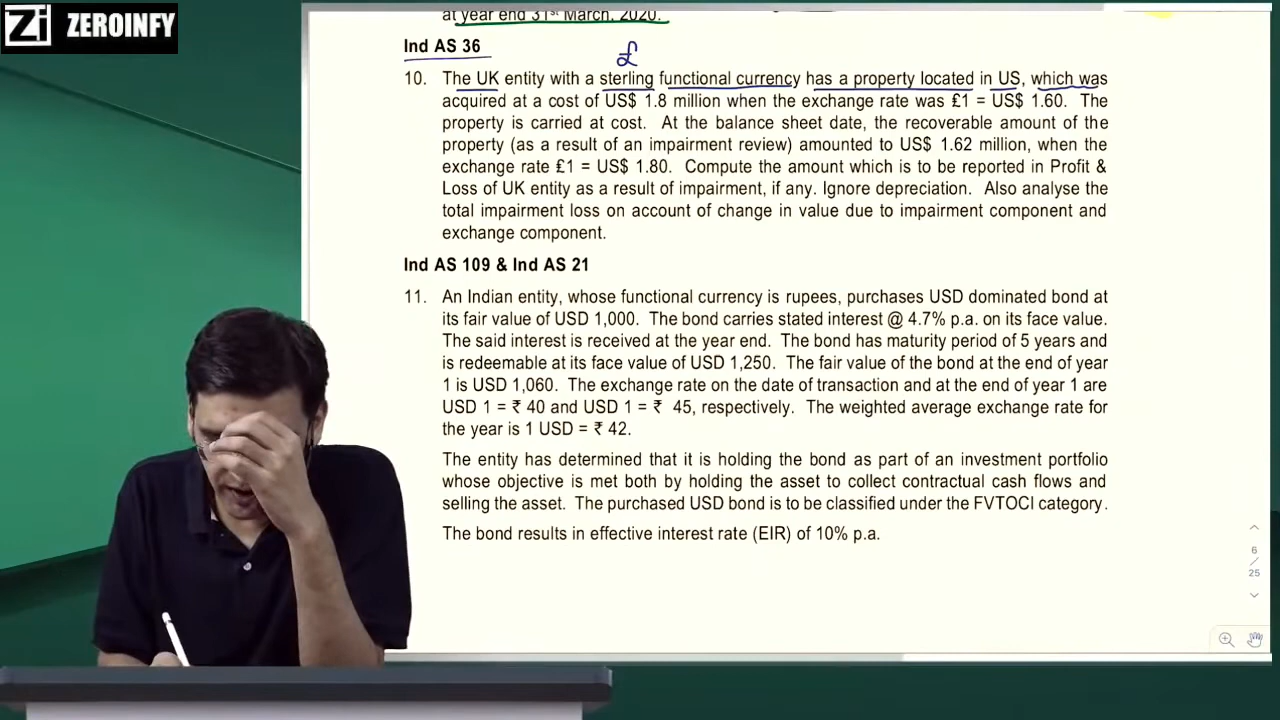 Zi ZEROINFY
at year end 31st March, 2020.
Ind AS 36
£
10. The UK entity with a sterling functional currency has a property located in US, which was
acquired at a cost of US$ 1.8 million when the exchange rate was £1 = US$ 1.60. The
property is carried at cost. At the balance sheet date, the recoverable amount of the
property (as a result of an impairment review) amounted to US$ 1.62 million, when the
exchange rate £1 = US$ 1.80. Compute the amount which is to be reported in Profit &
Loss of UK entity as a result of impairment, if any. Ignore depreciation. Also analyse the
total impairment loss on account of change in value due to impairment component and
exchange component.
Ind AS 109 & Ind AS 21
11. An Indian entity, whose functional currency is rupees, purchases USD dominated bond at
its fair value of USD 1,000. The bond carries stated interest @ 4.7% p.a. on its face value.
The said interest is received at the year end. The bond has maturity period of 5 years and
is redeemable at its face value of USD 1,250. The fair value of the bond at the end of year
1 is USD 1,060. The exchange rate on the date of transaction and at the end of year 1 are
USD 1 = ₹ 40 and USD 1 = ₹ 45, respectively. The weighted average exchange rate for
the year is 1 USD = ₹ 42.
The entity has determined that it is holding the bond as part of an investment portfolio
whose objective is met both by holding the asset to collect contractual cash flows and
selling the asset. The purchased USD bond is to be classified under the FVTOCI category.
The bond results in effective interest rate (EIR) of 10% p.a.
6
/
25